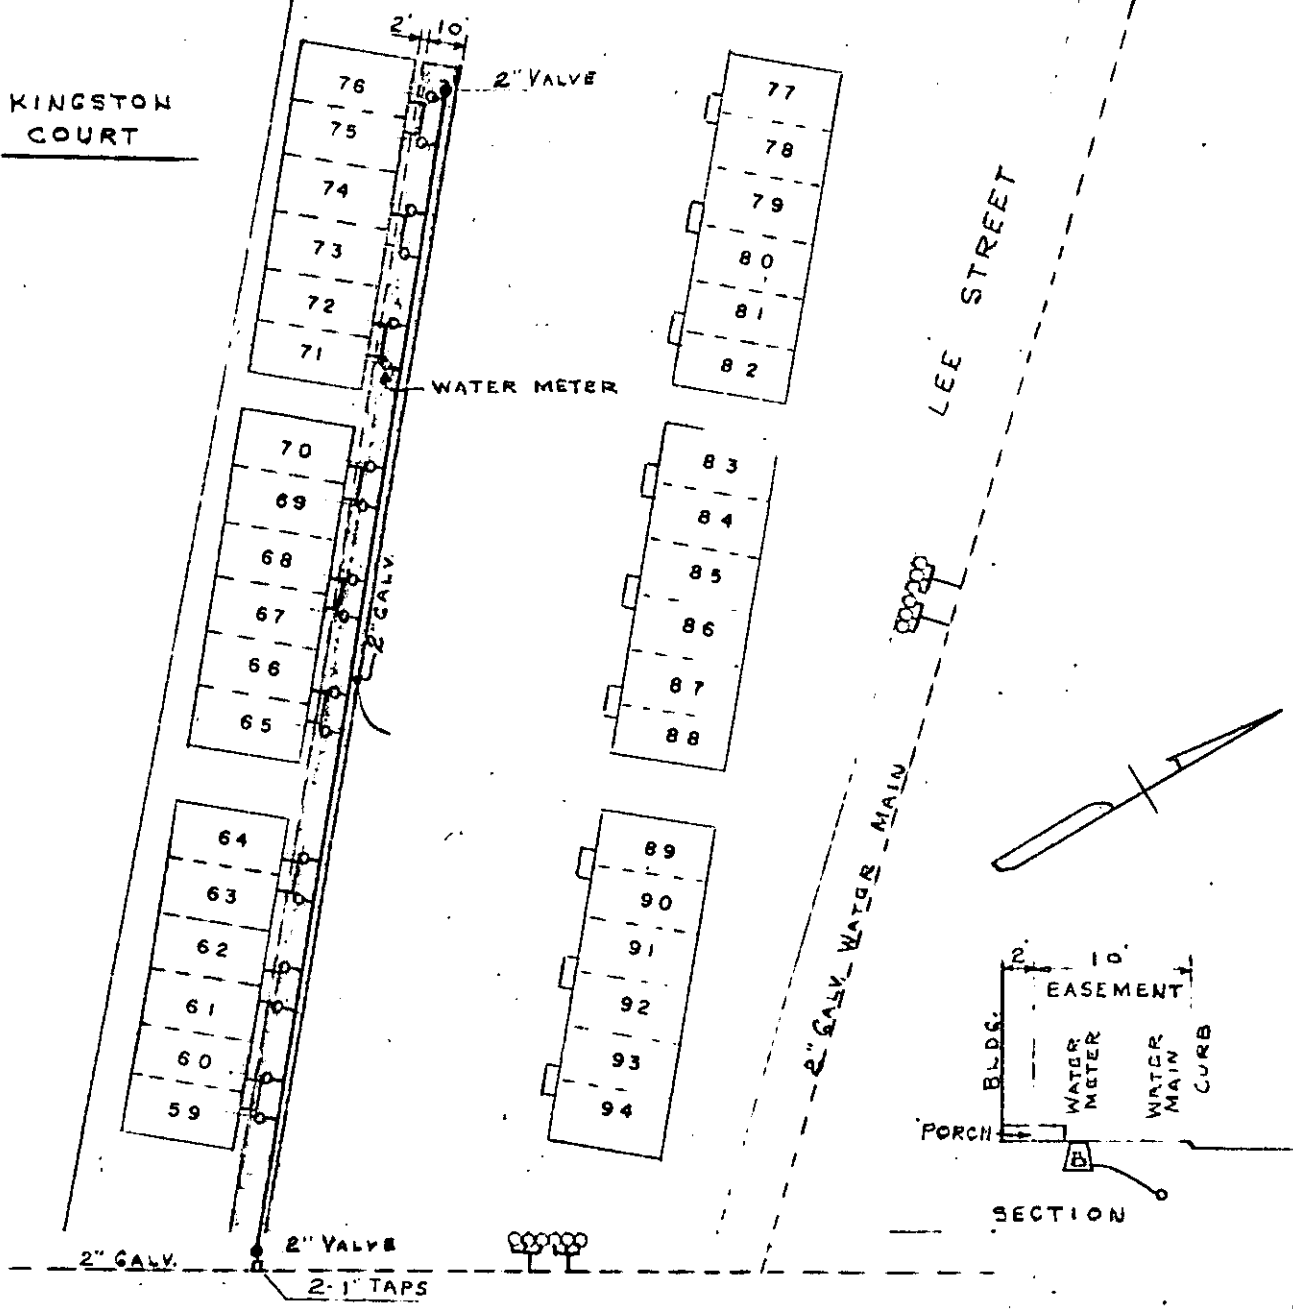 2' 10'
2" VALVE
KINGSTON
COURT
76
75
74
73
72
71
WATER METER
77
78
79
80
81
82
LEE STREET
70
69
68
67
66
65
2" GALV.
83
84
85
86
87
88
64
63
62
61
60
59
89
90
91
92
93
94
2" GALV. WATER MAIN
2' 10'
EASEMENT
BLDG.
WATER
METER
WATER
MAIN
CURB
PORCH
SECTION
2" GALV.
2" VALVE
2-1" TAPS